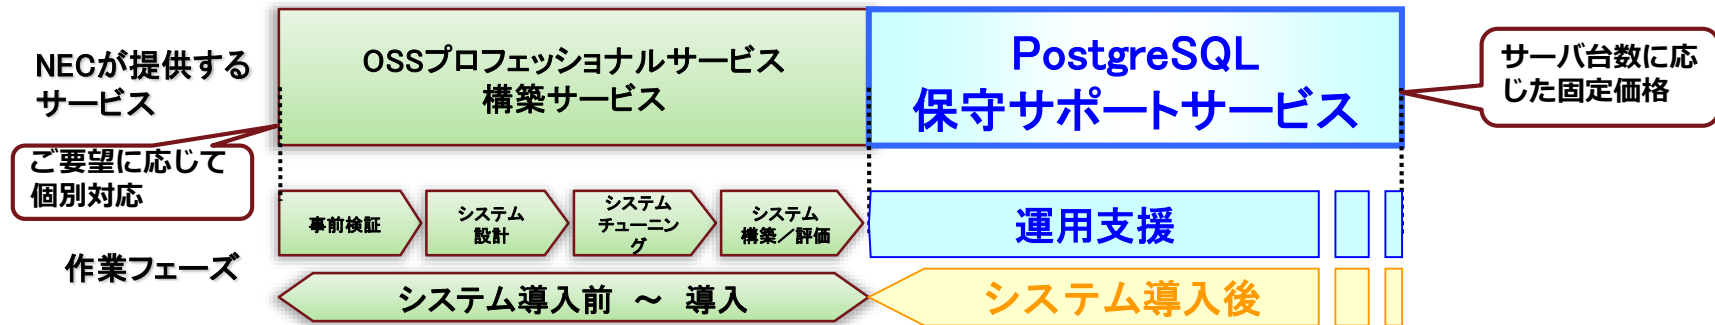 NECが提供する
サービス
OSSプロフェッショナルサービス
構築サービス
PostgreSQL
保守サポートサービス
サーバ台数に応
じた固定価格
ご要望に応じて
個別対応
作業フェーズ
事前検証
システム
設計
システム
チューニン
グ
システム
構築／評価
運用支援
システム導入前 ～ 導入
システム導入後